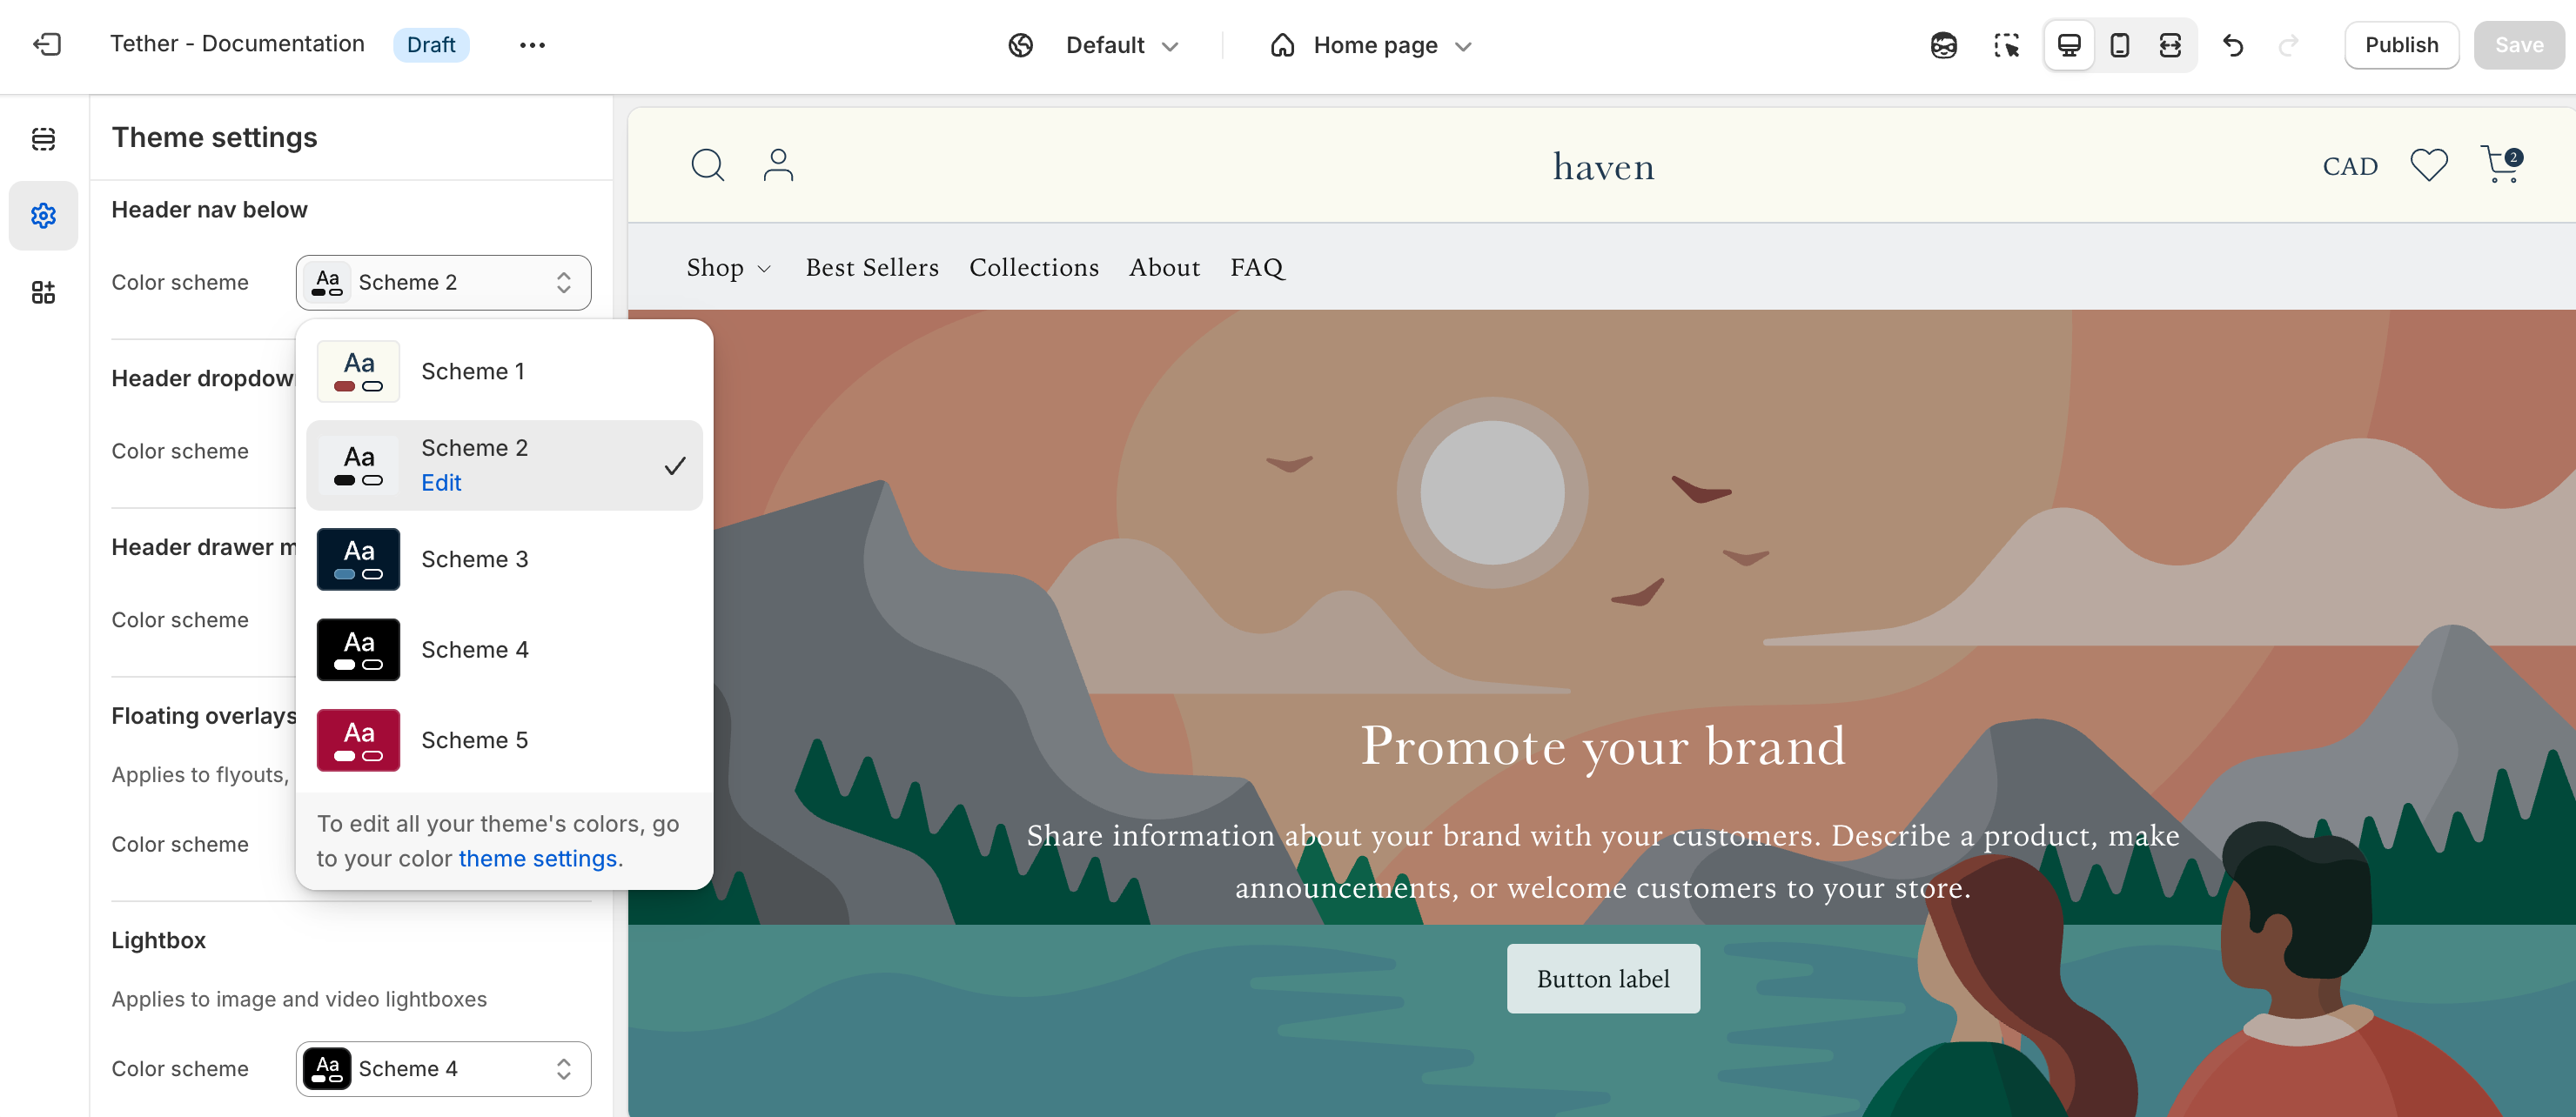 Tether - Documentation
Draft
Default
Home page
Publish
Save
Theme settings
Header nav below
Color scheme
Aa
Scheme 2
Header dropdow
Color scheme
Header drawer m
Color scheme
Floating overlays
Applies to flyouts,
Color scheme
Aa
Scheme 1
Aa
Scheme 2
Edit
Aa
Scheme 3
Aa
Scheme 4
Aa
Scheme 5
To edit all your theme's colors, go
to your color theme settings.
Lightbox
Applies to image and video lightboxes
Color scheme
Aa
Scheme 4
haven
CAD
2
Shop
Best Sellers
Collections
About
FAQ
Promote your brand
Share information about your brand with your customers. Describe a product, make
announcements, or welcome customers to your store.
Button label